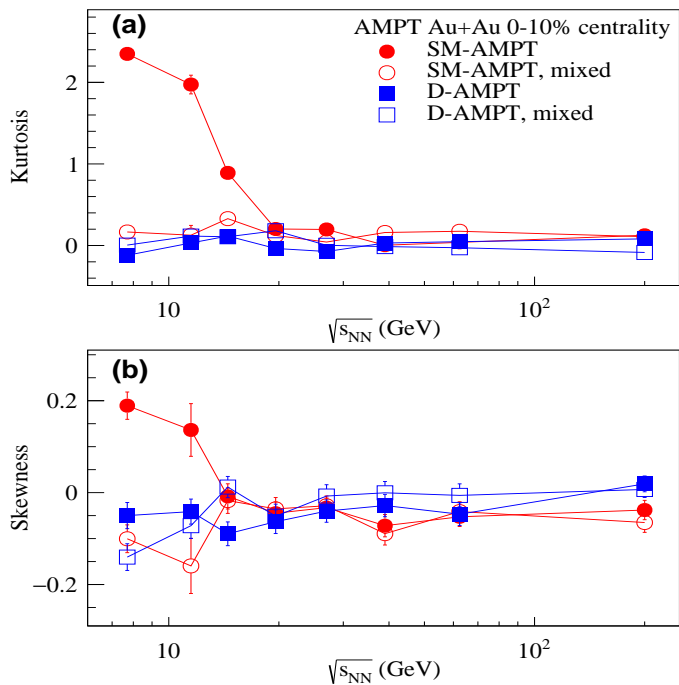 (a)
AMPT Au+Au 0-10% centrality
SM-AMPT
SM-AMPT, mixed
D-AMPT
D-AMPT, mixed
Kurtosis
2
1
0
10
10²
√sNN (GeV)
(b)
Skewness
0.2
0
−0.2
10
10²
√sNN (GeV)